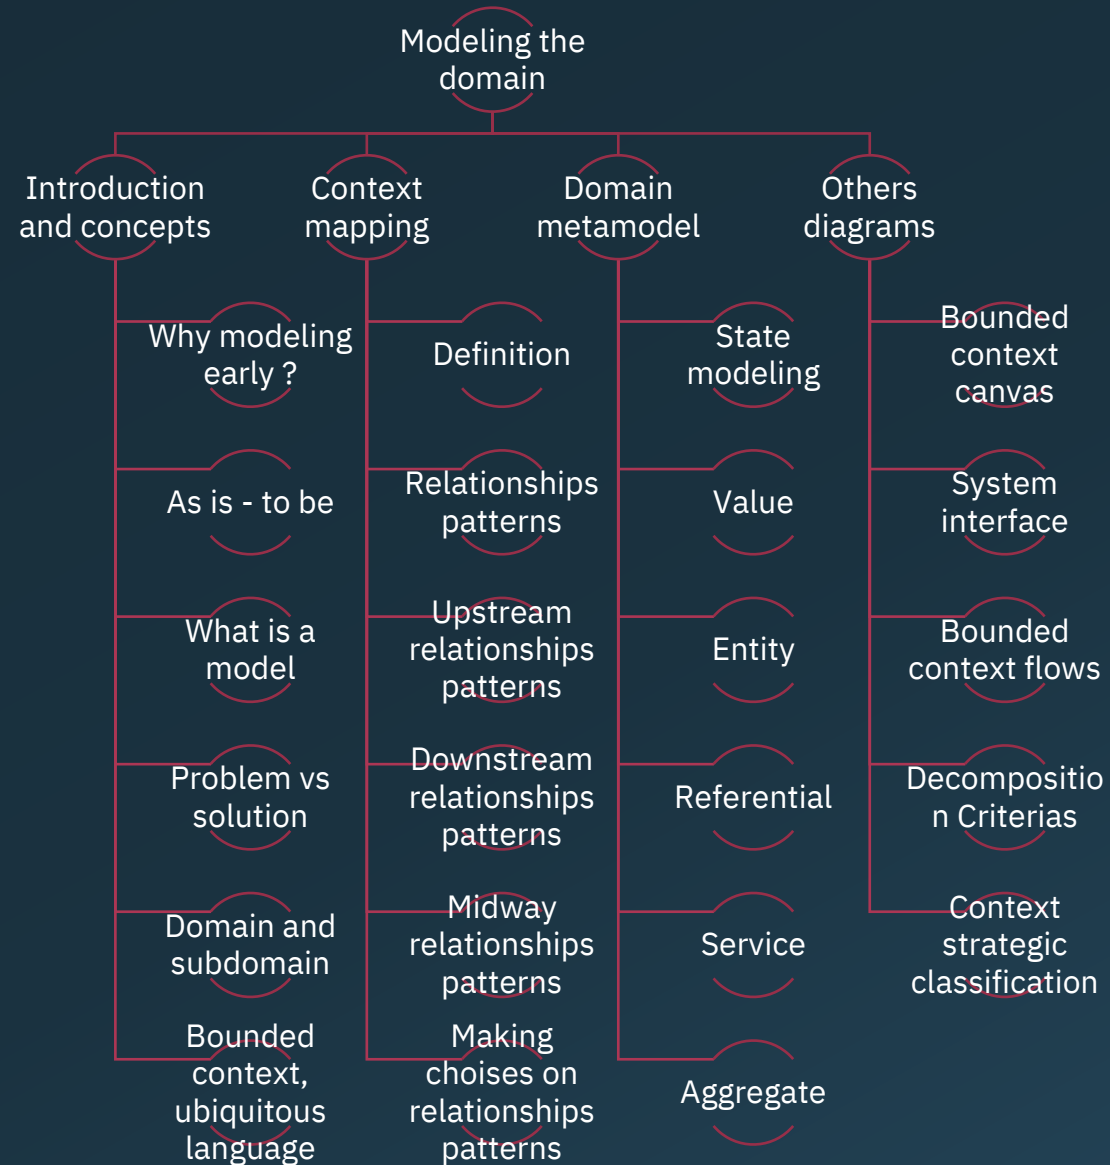 Modeling the
domain
Introduction
and concepts
Why modeling
early ?
As is - to be
What is a
model
Problem vs
solution
Domain and
subdomain
Bounded
context,
ubiquitous
language
Context
mapping
Definition
Relationships
patterns
Upstream
relationships
patterns
Downstream
relationships
patterns
Midway
relationships
patterns
Making
choises on
relationships
patterns
Domain
metamodel
State
modeling
Value
Entity
Referential
Service
Aggregate
Others
diagrams
Bounded
context
canvas
System
interface
Bounded
context flows
Decompositio
n Criterias
Context
strategic
classification